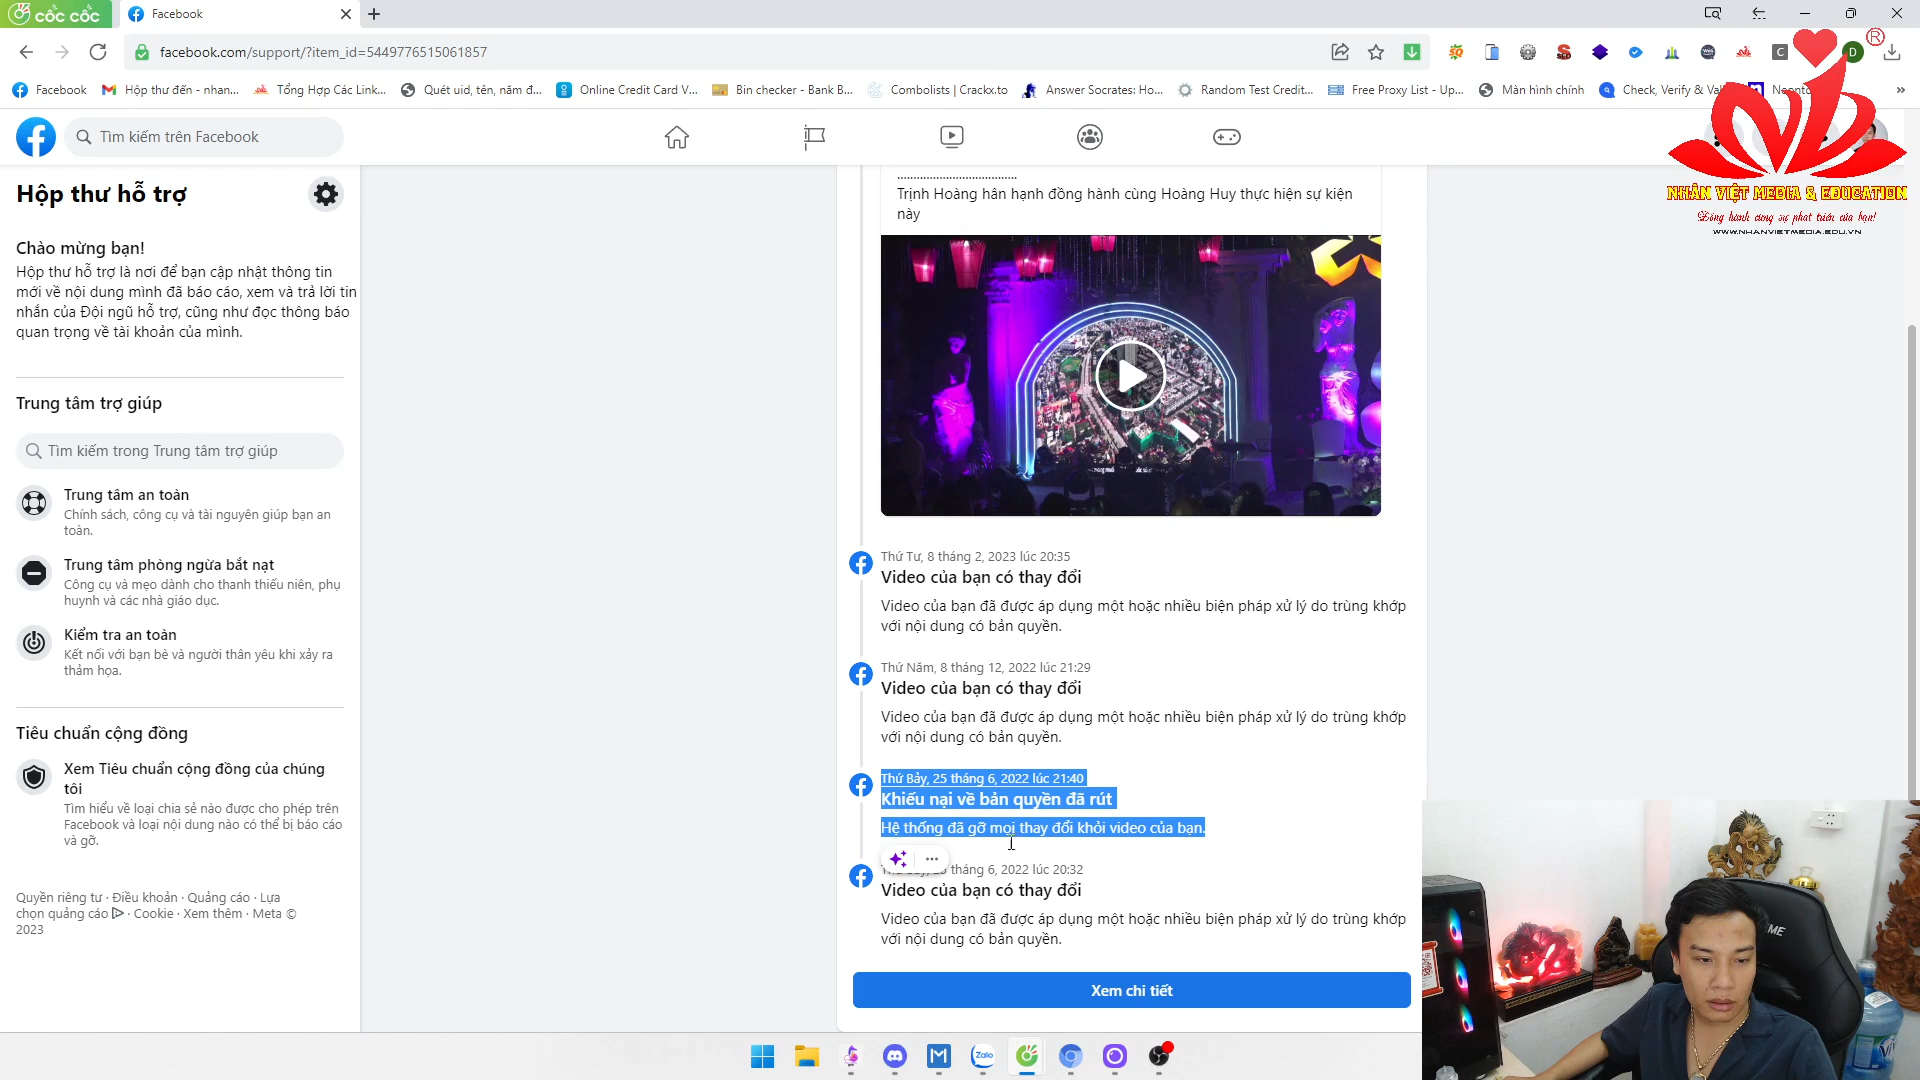 cốc cốc
Facebook
facebook.com/support/?item_id=5449776515061857
Facebook
Hộp thư đến - nhan...
Tổng Hợp Các Link...
Quét uid, tên, năm đ...
Online Credit Card V...
Bin checker - Bank B...
Combolists | Crackx.to
Answer Socrates: Ho...
Random Test Credit...
Free Proxy List - Up...
Màn hình chính
Check, Verify & Val
Tìm kiếm trên Facebook
®
NHÂN VIỆT MEDIA & EDUCATION
Đồng hành cùng sự phát triển của bạn!
WWW.NHANVIETMEDIA.EDU.VN
Hộp thư hỗ trợ
Chào mừng bạn!
Hộp thư hỗ trợ là nơi để bạn cập nhật thông tin
mới về nội dung mình đã báo cáo, xem và trả lời tin
nhắn của Đội ngũ hỗ trợ, cũng như đọc thông báo
quan trọng về tài khoản của mình.
Trung tâm trợ giúp
Tìm kiếm trong Trung tâm trợ giúp
Trung tâm an toàn
Chính sách, công cụ và tài nguyên giúp bạn an
toàn.
Trung tâm phòng ngừa bắt nạt
Công cụ và mẹo dành cho thanh thiếu niên, phụ
huynh và các nhà giáo dục.
Kiểm tra an toàn
Kết nối với bạn bè và người thân yêu khi xảy ra
thảm họa.
Tiêu chuẩn cộng đồng
Xem Tiêu chuẩn cộng đồng của chúng
tôi
Tìm hiểu về loại chia sẻ nào được cho phép trên
Facebook và loại nội dung nào có thể bị báo cáo
và gỡ.
Quyền riêng tư · Điều khoản · Quảng cáo · Lựa
chọn quảng cáo · Cookie · Xem thêm · Meta ©
2023
.....................................
Trịnh Hoàng hân hạnh đồng hành cùng Hoàng Huy thực hiện sự kiện
này
Thứ Tư, 8 tháng 2, 2023 lúc 20:35
Video của bạn có thay đổi
Video của bạn đã được áp dụng một hoặc nhiều biện pháp xử lý do trùng khớp
với nội dung có bản quyền.
Thứ Năm, 8 tháng 12, 2022 lúc 21:29
Video của bạn có thay đổi
Video của bạn đã được áp dụng một hoặc nhiều biện pháp xử lý do trùng khớp
với nội dung có bản quyền.
Thứ Bảy, 25 tháng 6, 2022 lúc 21:40
Khiếu nại về bản quyền đã rút
Hệ thống đã gỡ mọi thay đổi khỏi video của bạn.
tháng 6, 2022 lúc 20:32
Video của bạn có thay đổi
Video của bạn đã được áp dụng một hoặc nhiều biện pháp xử lý do trùng khớp
với nội dung có bản quyền.
Xem chi tiết
Zalo